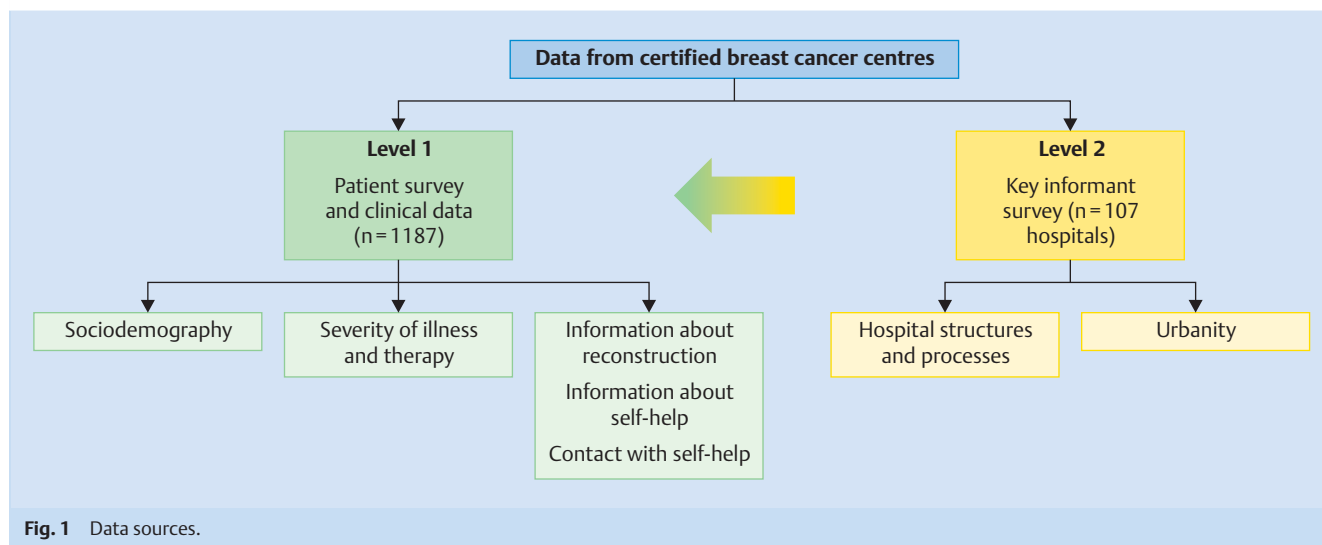 Data from certified breast cancer centres
Level 1
Patient survey
and clinical data
(n = 1187)
Level 2
Key informant
survey (n = 107
hospitals)
Sociodemography
Severity of illness
and therapy
Information about
reconstruction
Information about
self-help
Contact with self-help
Hospital structures
and processes
Urbanity
Fig. 1 Data sources.